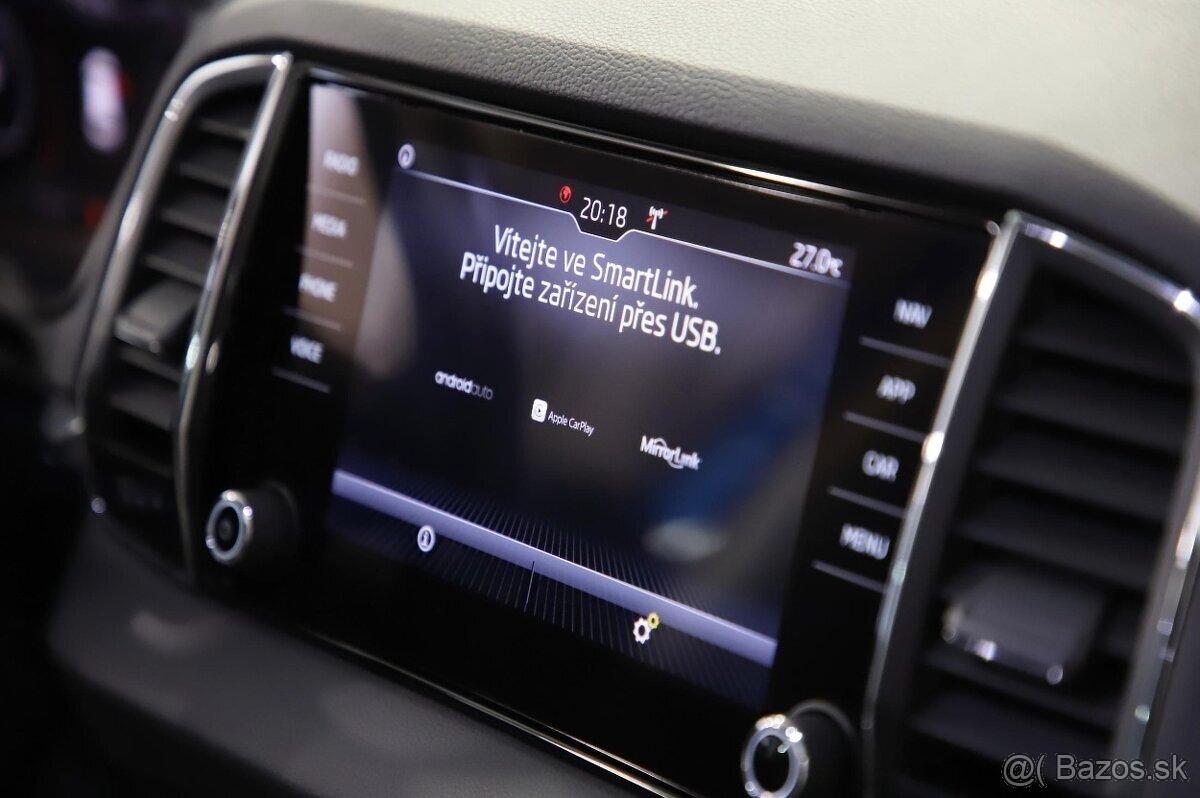 20:18
27.0c
Vítejte ve SmartLink.
Připojte zařízení přes USB.
androidauto
Apple CarPlay
MirrorLink
RADIO
MEDIA
PHONE
VOICE
NAV
APP
CAR
MENU
@( Bazos.sk